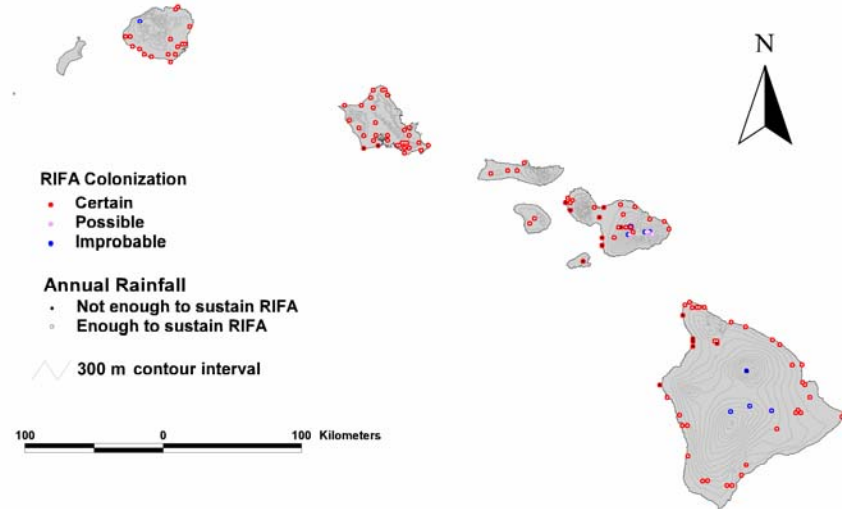 N
RIFA Colonization
Certain
Possible
Improbable
Annual Rainfall
Not enough to sustain RIFA
Enough to sustain RIFA
300 m contour interval
100 0 100 Kilometers